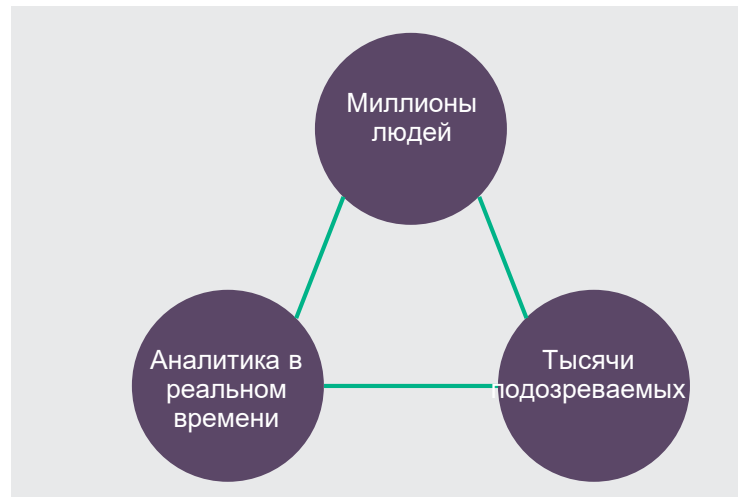 Миллионы
людей
Аналитика в
реальном
времени
Тысячи
подозреваемых